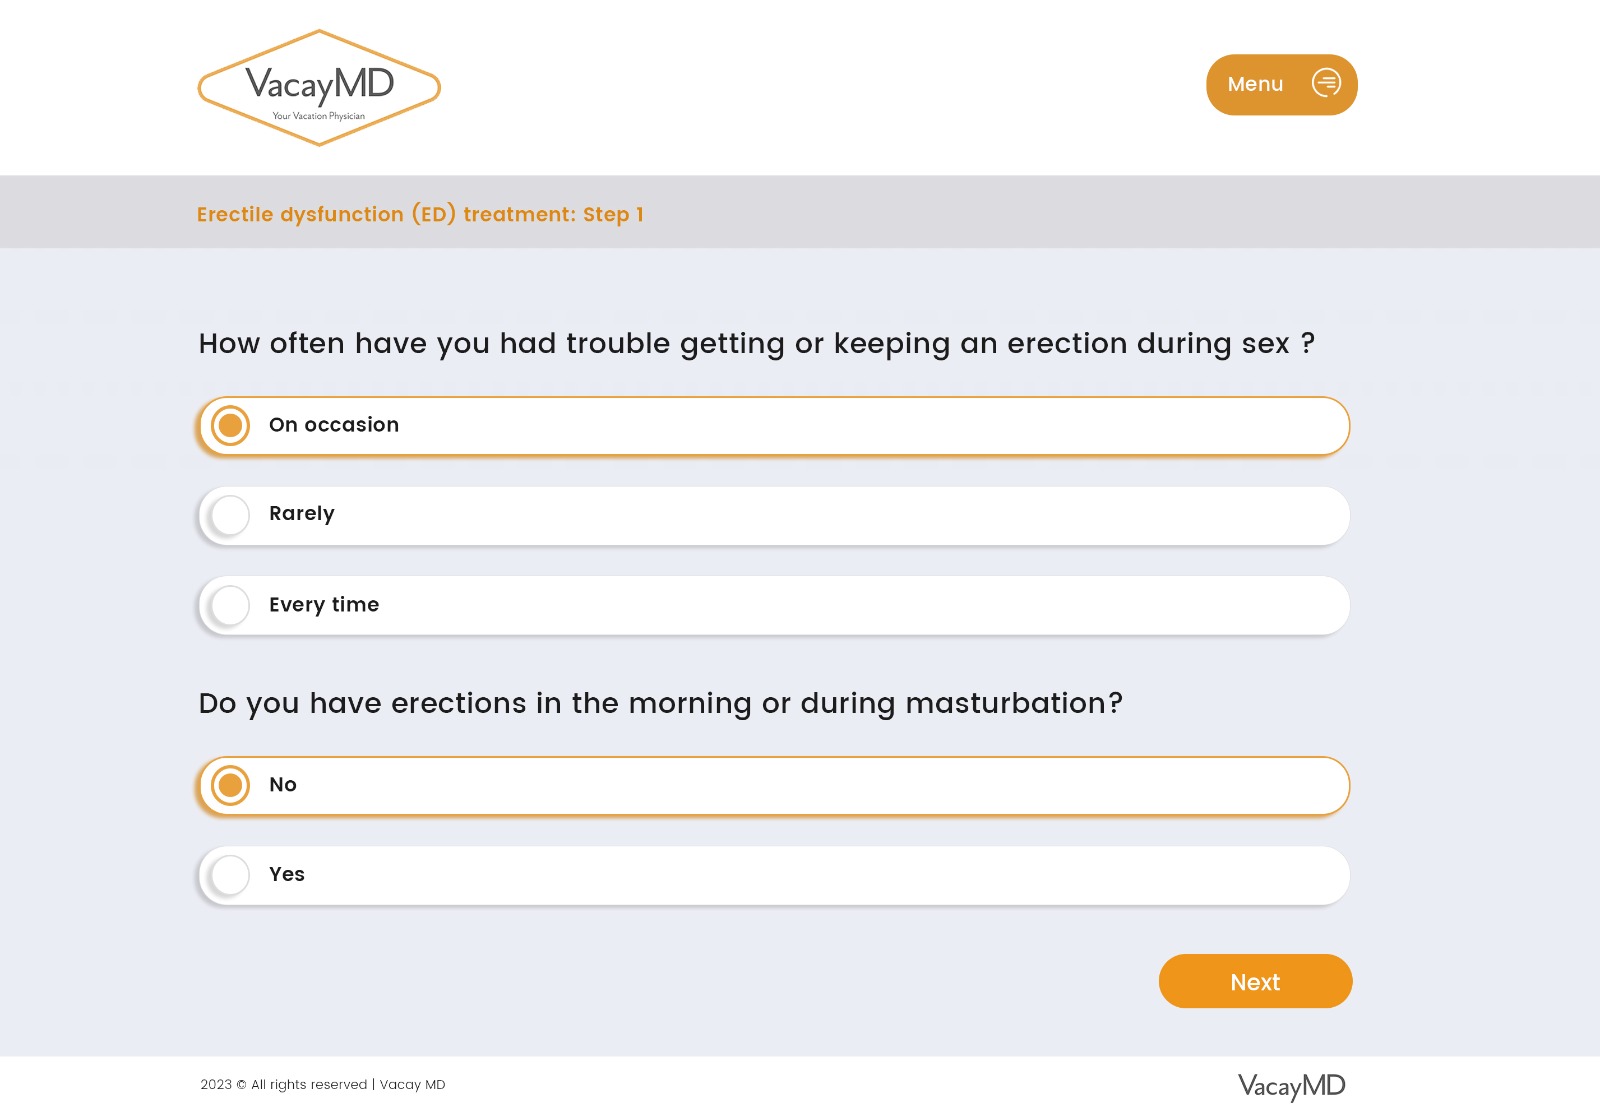 VacayMD
Your Vacation Physician
Menu
Erectile dysfunction (ED) treatment: Step 1
How often have you had trouble getting or keeping an erection during sex ?
On occasion
Rarely
Every time
Do you have erections in the morning or during masturbation?
No
Yes
Next
2023 © All rights reserved | Vacay MD
VacayMD